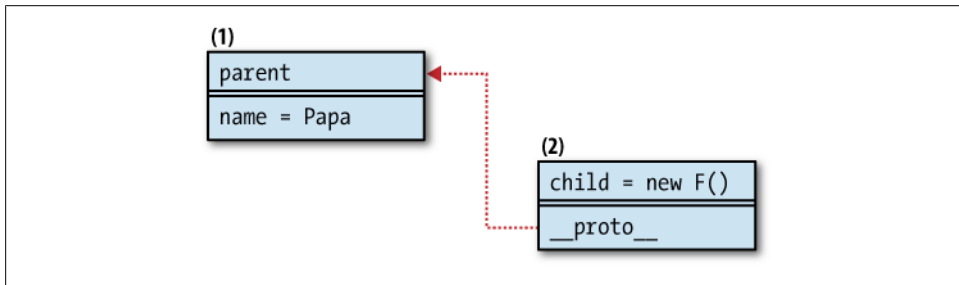 (1)
parent
name = Papa
(2)
child = new F()
__proto__